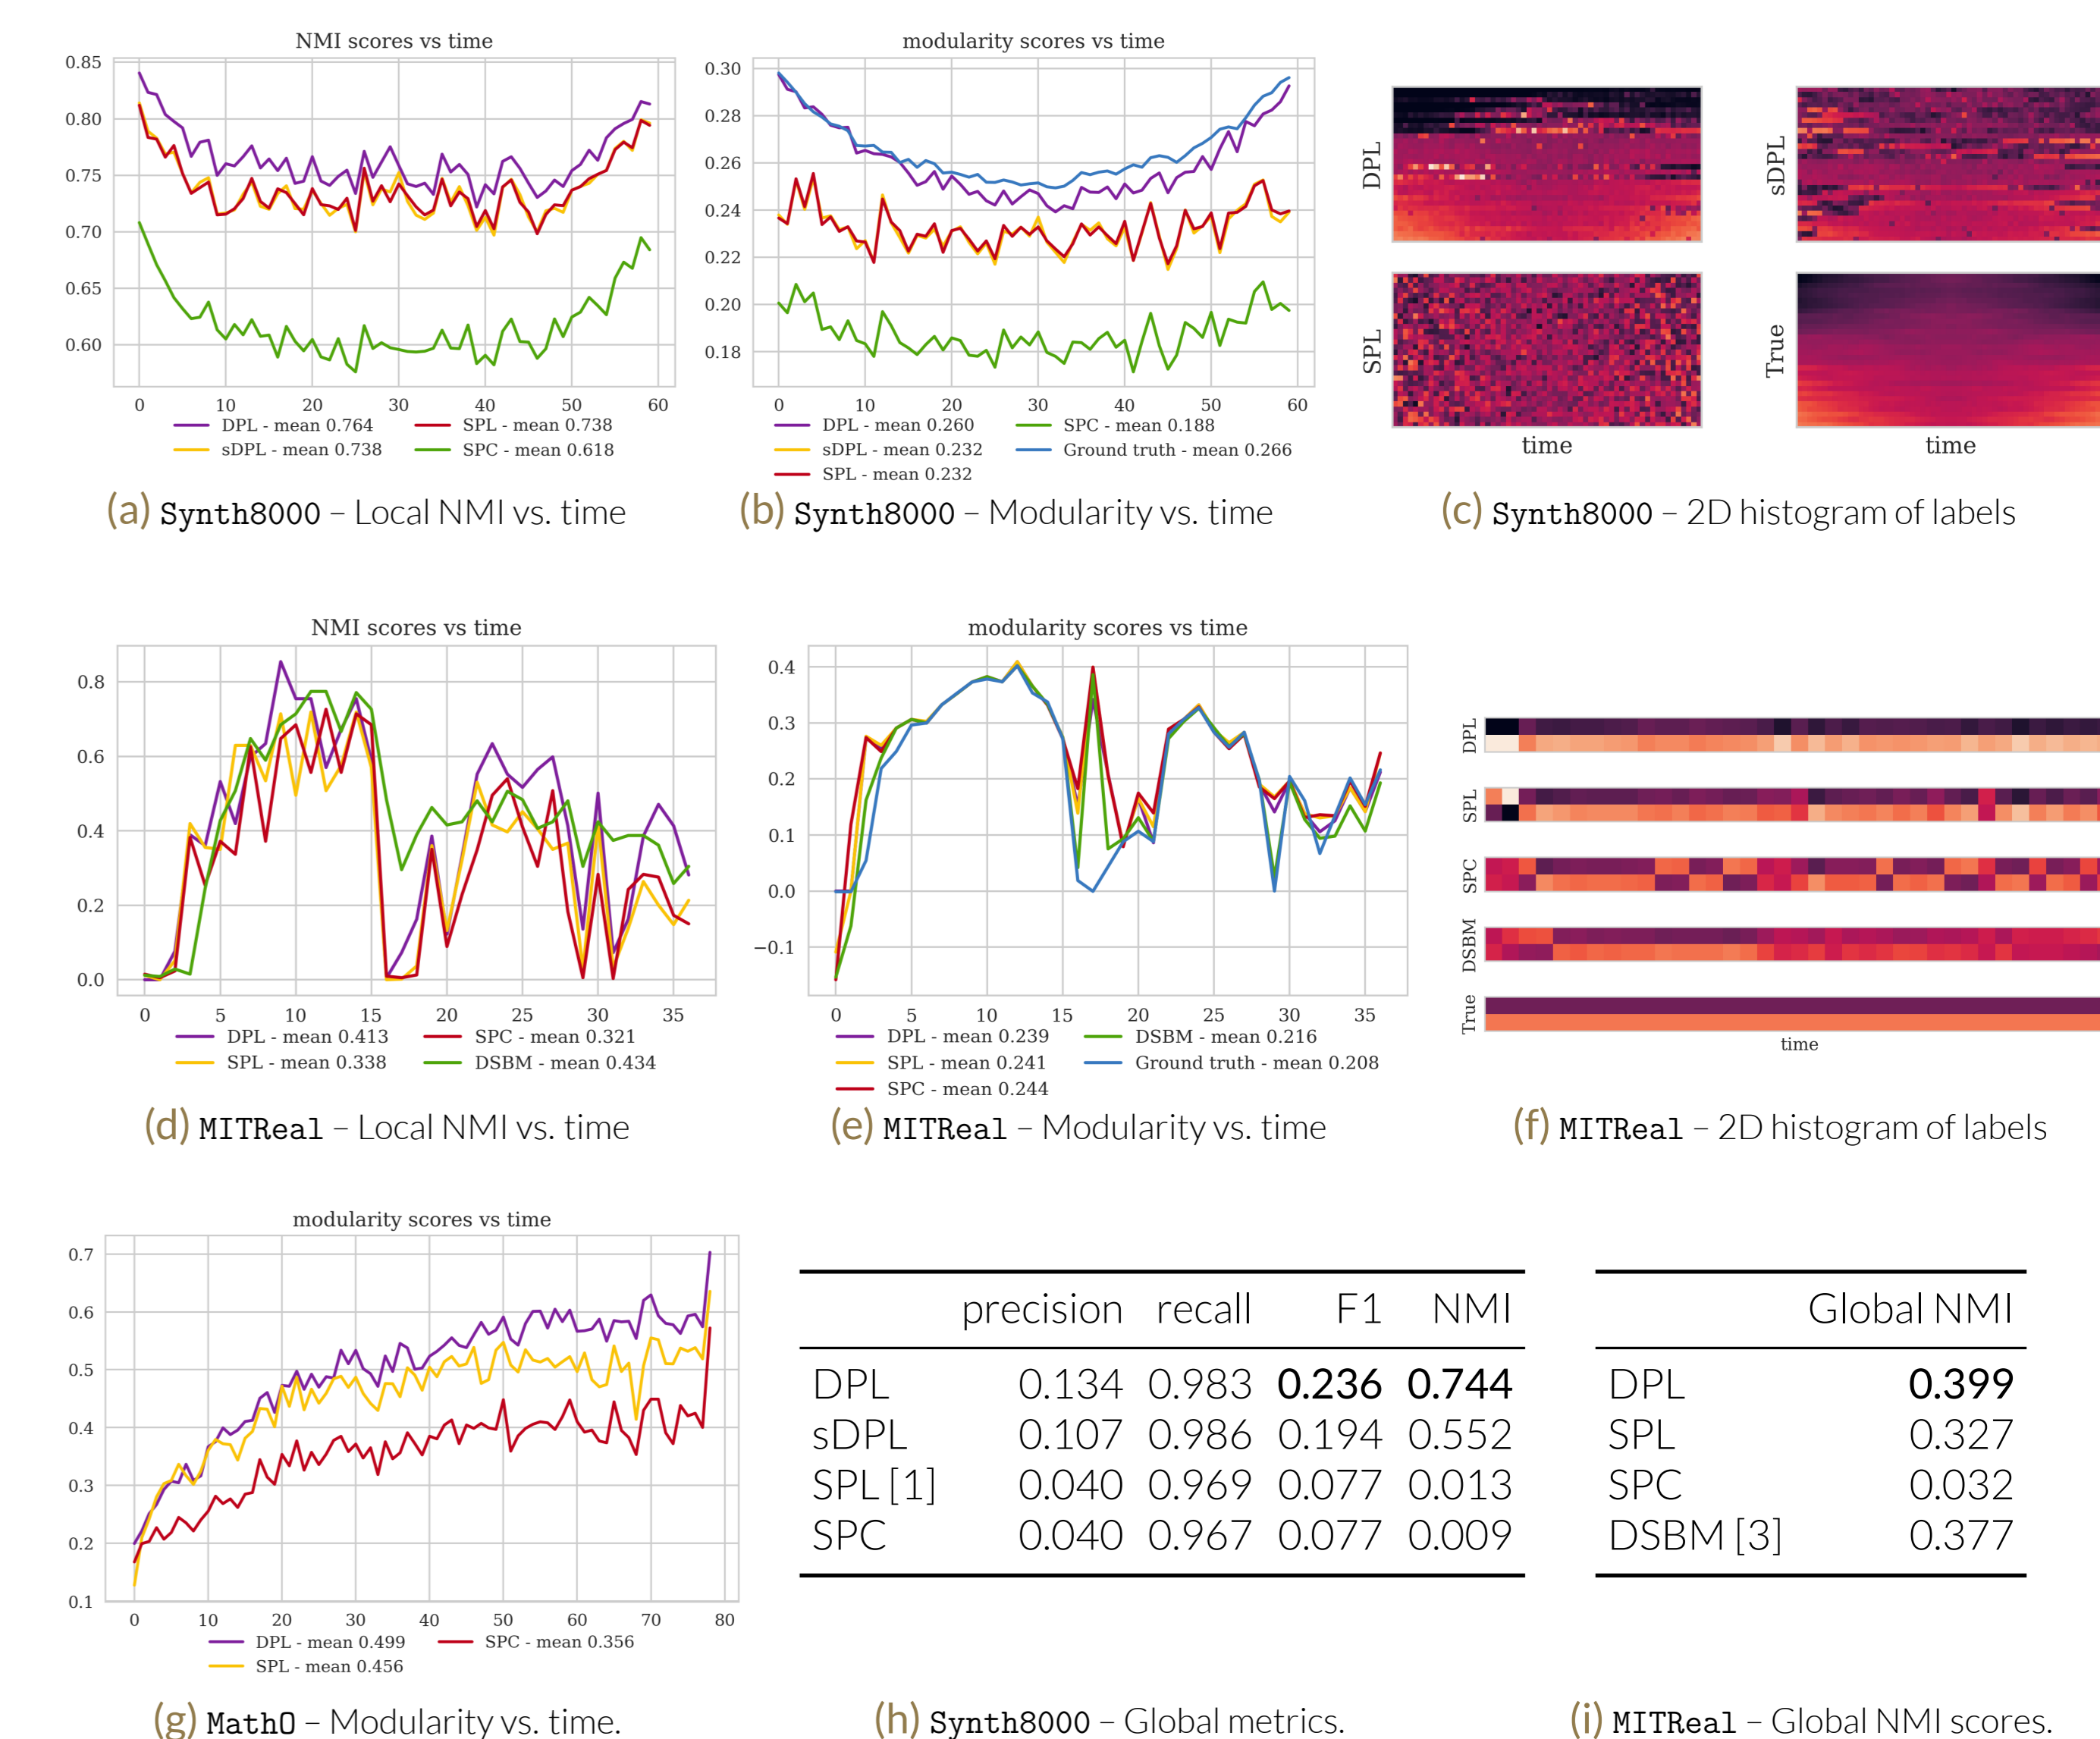 NMI scores vs time
0.85
0.80
0.75
0.70
0.65
0.60
0 10 20 30 40 50 60
DPL - mean 0.764 SPL - mean 0.738
sDPL - mean 0.738 SPC - mean 0.618
(a) Synth8000 – Local NMI vs. time
modularity scores vs time
0.30
0.28
0.26
0.24
0.22
0.20
0.18
0 10 20 30 40 50 60
DPL - mean 0.260 SPC - mean 0.188
sDPL - mean 0.232 Ground truth - mean 0.266
SPL - mean 0.232
(b) Synth8000 – Modularity vs. time
DPL
sDPL
SPL
True
time time
(c) Synth8000 – 2D histogram of labels
NMI scores vs time
0.8
0.6
0.4
0.2
0.0
0 5 10 15 20 25 30 35
DPL - mean 0.413 SPC - mean 0.321
SPL - mean 0.338 DSBM - mean 0.434
(d) MITReal – Local NMI vs. time
modularity scores vs time
0.4
0.3
0.2
0.1
0.0
−0.1
0 5 10 15 20 25 30 35
DPL - mean 0.239 DSBM - mean 0.216
SPL - mean 0.241 Ground truth - mean 0.208
SPC - mean 0.244
(e) MITReal – Modularity vs. time
DPL
SPL
SPC
DSBM
True
time
(f) MITReal – 2D histogram of labels
modularity scores vs time
0.7
0.6
0.5
0.4
0.3
0.2
0.1
0 10 20 30 40 50 60 70 80
DPL - mean 0.499 SPC - mean 0.356
SPL - mean 0.456
(g) MathO – Modularity vs. time.
precision recall F1 NMI
DPL 0.134 0.983 0.236 0.744
sDPL 0.107 0.986 0.194 0.552
SPL [1] 0.040 0.969 0.077 0.013
SPC 0.040 0.967 0.077 0.009
(h) Synth8000 – Global metrics.
Global NMI
DPL 0.399
SPL 0.327
SPC 0.032
DSBM [3] 0.377
(i) MITReal – Global NMI scores.